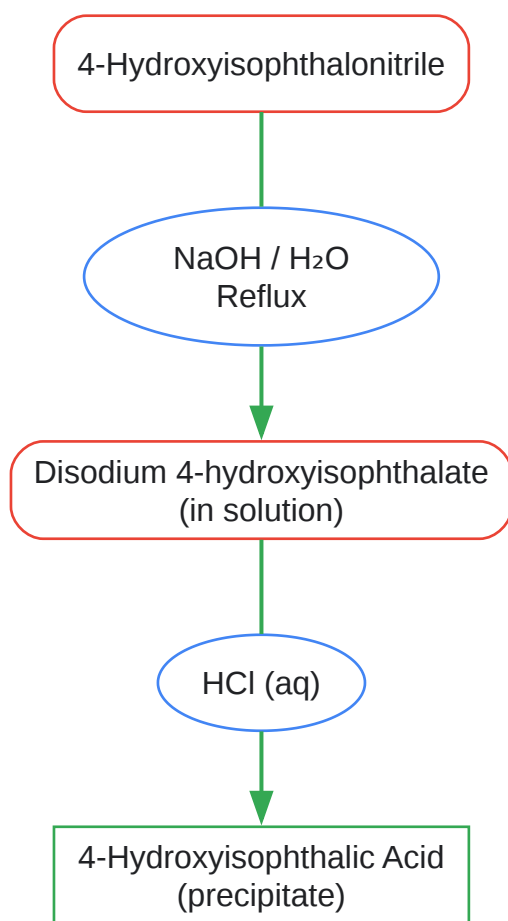 4-Hydroxyisophthalonitrile
NaOH / H₂O
Reflux
Disodium 4-hydroxyisophthalate
(in solution)
HCl (aq)
4-Hydroxyisophthalic Acid
(precipitate)